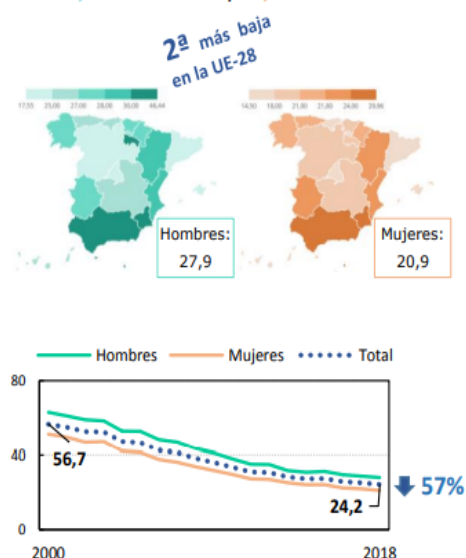 2ª más baja
en la UE-28
17,55 25,00 27,00 28,00 35,00 46,44
14,50 18,00 21,00 21,00 24,00 29,96
Hombres:
27,9
Mujeres:
20,9
Hombres Mujeres Total
80
40
0
56,7
24,2
57%
2000 2018